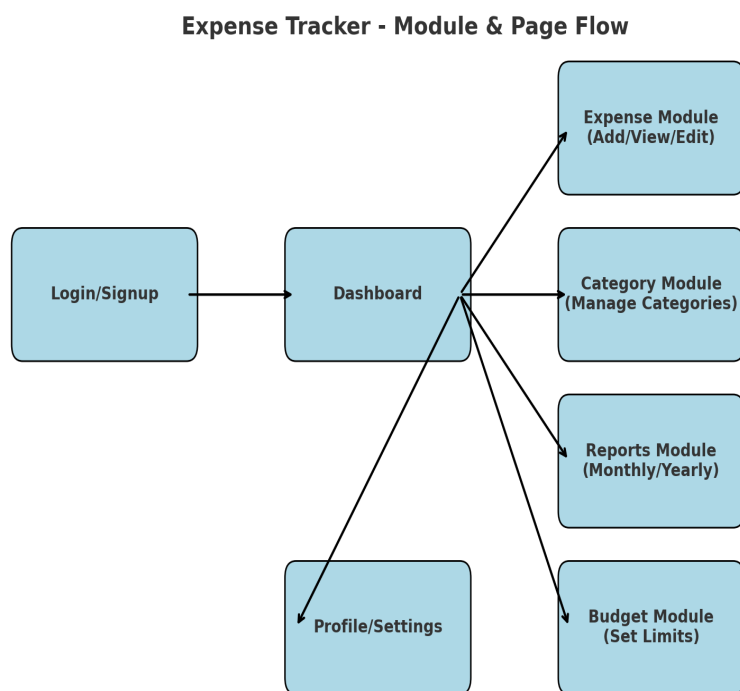 Expense Tracker - Module & Page Flow
Expense Module
(Add/View/Edit)
Login/Signup
Dashboard
Category Module
(Manage Categories)
Reports Module
(Monthly/Yearly)
Profile/Settings
Budget Module
(Set Limits)